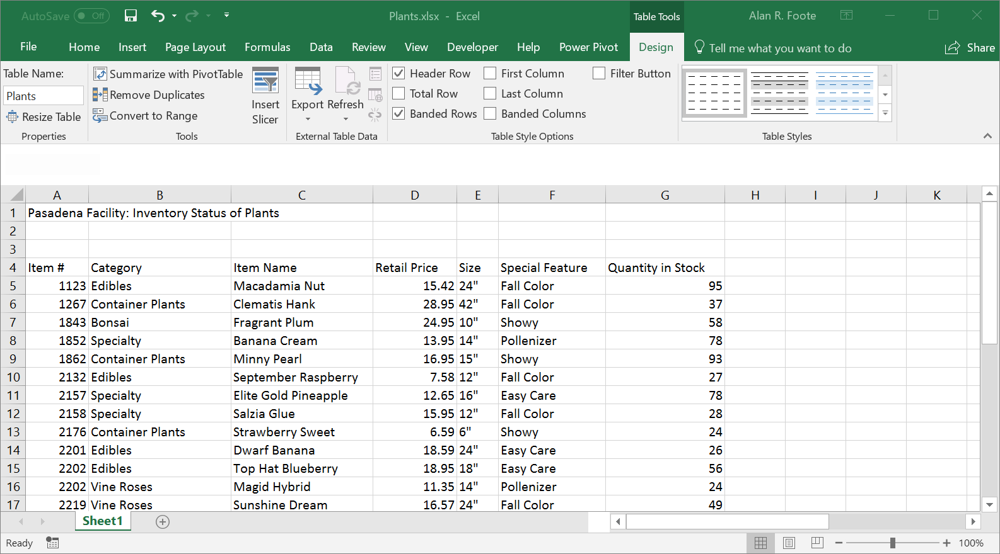 AutoSave Off Plants.xlsx - Excel Table Tools Alan R. Foote
File Home Insert Page Layout Formulas Data Review View Developer Help Power Pivot Design Tell me what you want to do Share
Table Name:
Plants
Resize Table
Properties
Summarize with PivotTable
Remove Duplicates
Convert to Range
Insert
Slicer
Tools
Export Refresh
External Table Data
Header Row First Column Filter Button
Total Row Last Column
Banded Rows Banded Columns
Table Style Options
Table Styles
A B C D E F G H I J K
1 Pasadena Facility: Inventory Status of Plants
2
3
4 Item # Category Item Name Retail Price Size Special Feature Quantity in Stock
5 1123 Edibles Macadamia Nut 15.42 24" Fall Color 95
6 1267 Container Plants Clematis Hank 28.95 42" Fall Color 37
7 1843 Bonsai Fragrant Plum 24.95 10" Showy 58
8 1852 Specialty Banana Cream 13.95 14" Pollenizer 78
9 1862 Container Plants Minny Pearl 16.95 15" Showy 93
10 2132 Edibles September Raspberry 7.58 12" Fall Color 27
11 2157 Specialty Elite Gold Pineapple 12.65 16" Easy Care 78
12 2158 Specialty Salzia Glue 15.95 12" Fall Color 28
13 2176 Container Plants Strawberry Sweet 6.59 6" Showy 24
14 2201 Edibles Dwarf Banana 18.59 24" Easy Care 26
15 2202 Edibles Top Hat Blueberry 18.95 18" Easy Care 56
16 2202 Vine Roses Magid Hybrid 11.35 14" Pollenizer 24
17 2219 Vine Roses Sunshine Dream 16.57 24" Fall Color 49
Sheet1
Ready 100%